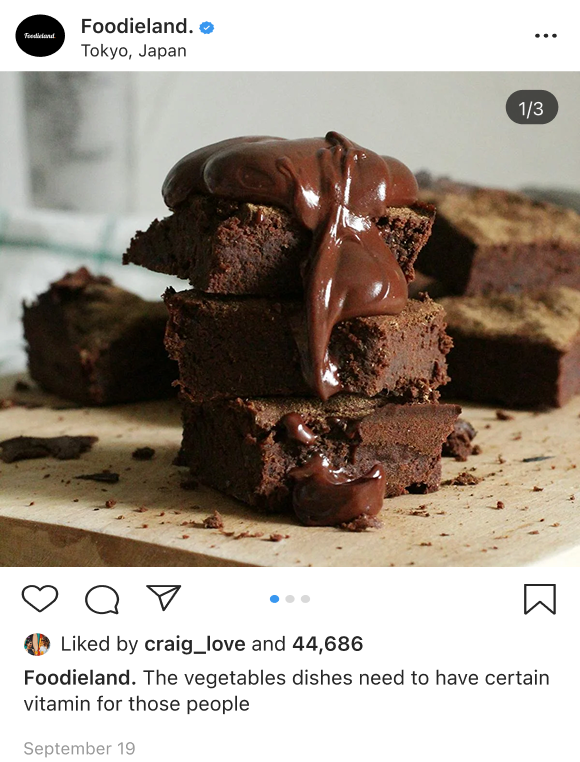 Foodieland.
Foodieland.
Tokyo, Japan
1/3
Liked by craig_love and 44,686
Foodieland. The vegetables dishes need to have certain
vitamin for those people
September 19